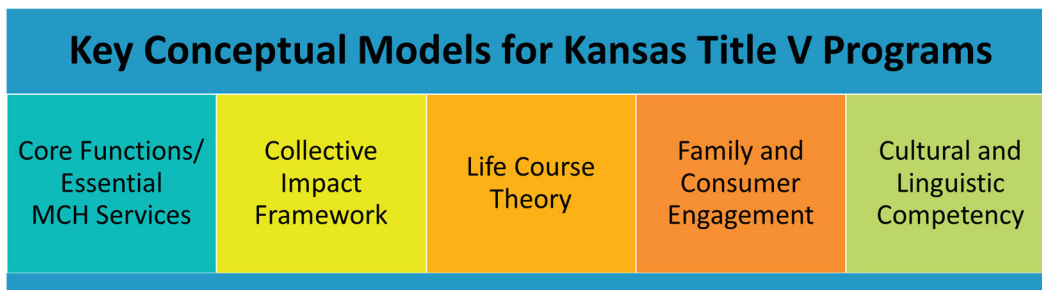 Key Conceptual Models for Kansas Title V Programs
Core Functions/
Essential
MCH Services
Collective
Impact
Framework
Life Course
Theory
Family and
Consumer
Engagement
Cultural and
Linguistic
Competency